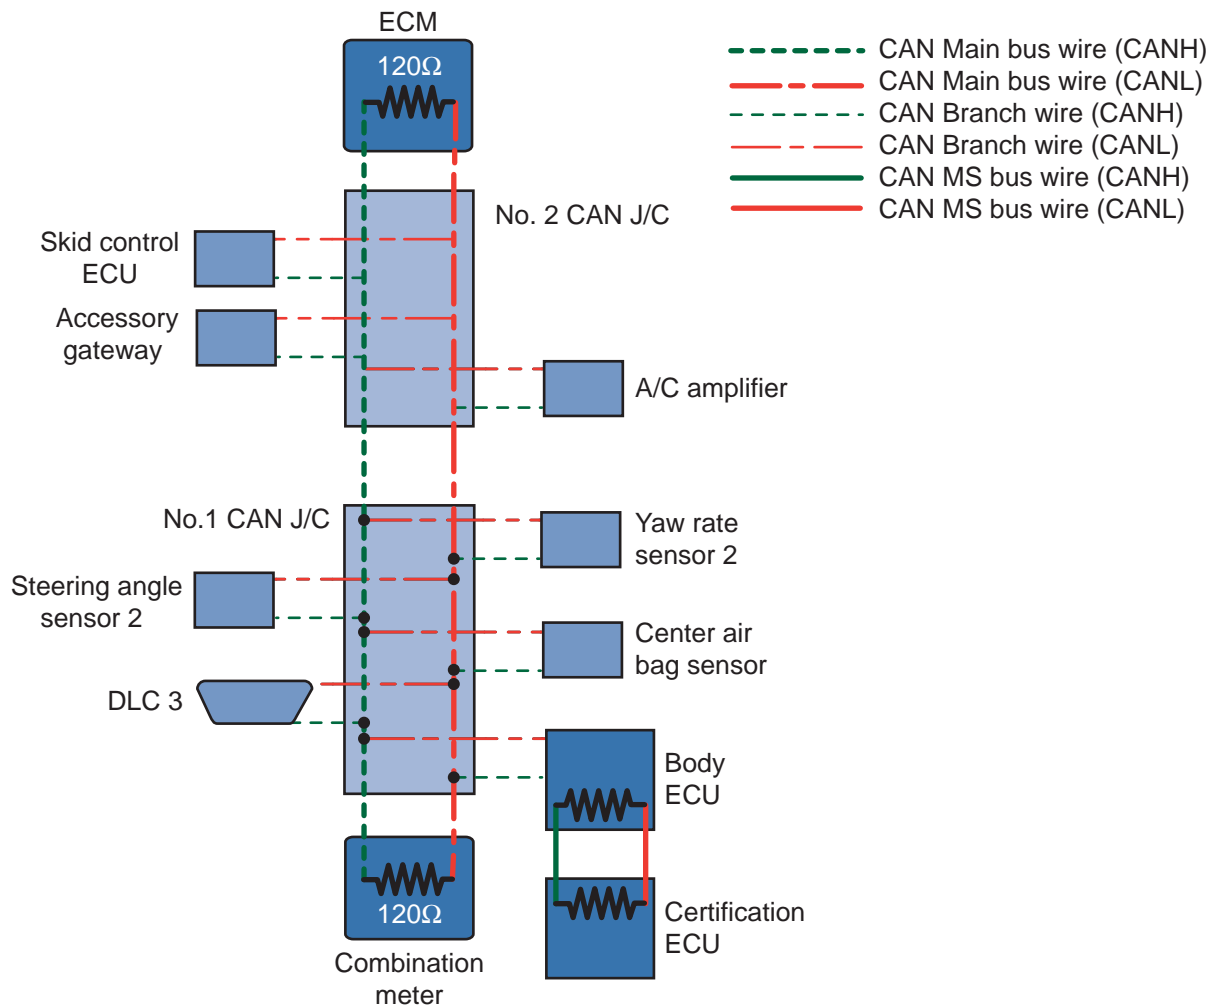 ECM
120Ω
CAN Main bus wire (CANH)
CAN Main bus wire (CANL)
CAN Branch wire (CANH)
CAN Branch wire (CANL)
CAN MS bus wire (CANH)
CAN MS bus wire (CANL)
No. 2 CAN J/C
Skid control
ECU
Accessory
gateway
A/C amplifier
No.1 CAN J/C
Yaw rate
sensor 2
Steering angle
sensor 2
Center air
bag sensor
DLC 3
Body
ECU
120Ω
Combination
meter
Certification
ECU